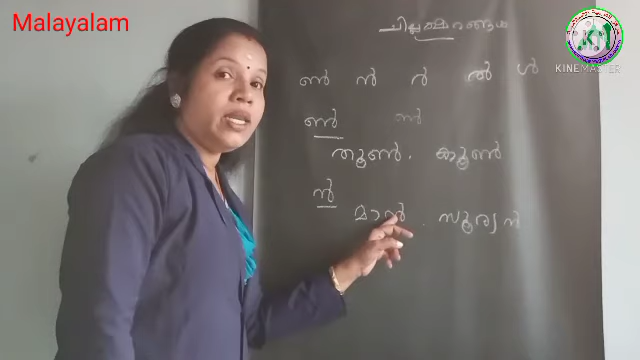 Malayalam
ചില്ലക്ഷരങ്ങൾ
ൺ ൻ ർ ൽ ൾ
ൺ ൺ
തൂൺ. കൂൺ
ൻ
മാൻ. സൂര്യൻ
KINEMASTER